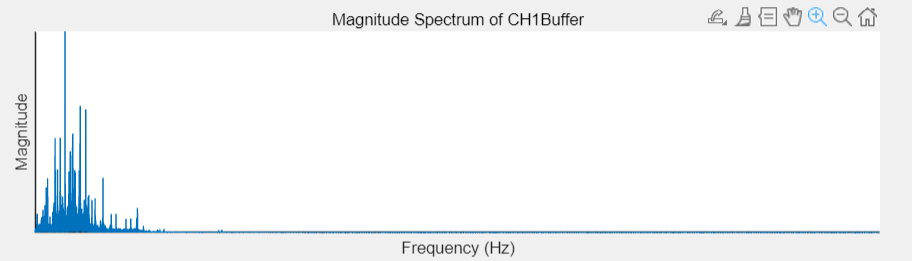 Magnitude Spectrum of CH1Buffer
Magnitude
Frequency (Hz)